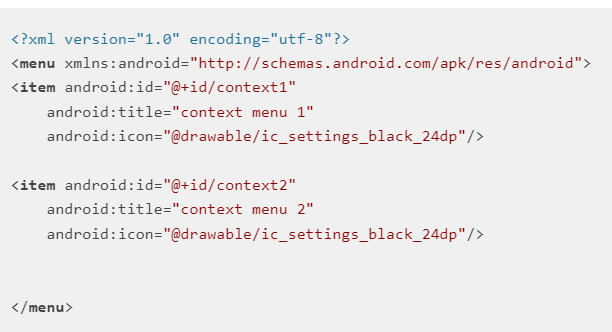 <?xml version="1.0" encoding="utf-8"?>
<menu xmlns:android="http://schemas.android.com/apk/res/android">
<item android:id="@+id/context1"
    android:title="context menu 1"
    android:icon="@drawable/ic_settings_black_24dp"/>

<item android:id="@+id/context2"
    android:title="context menu 2"
    android:icon="@drawable/ic_settings_black_24dp"/>


</menu>